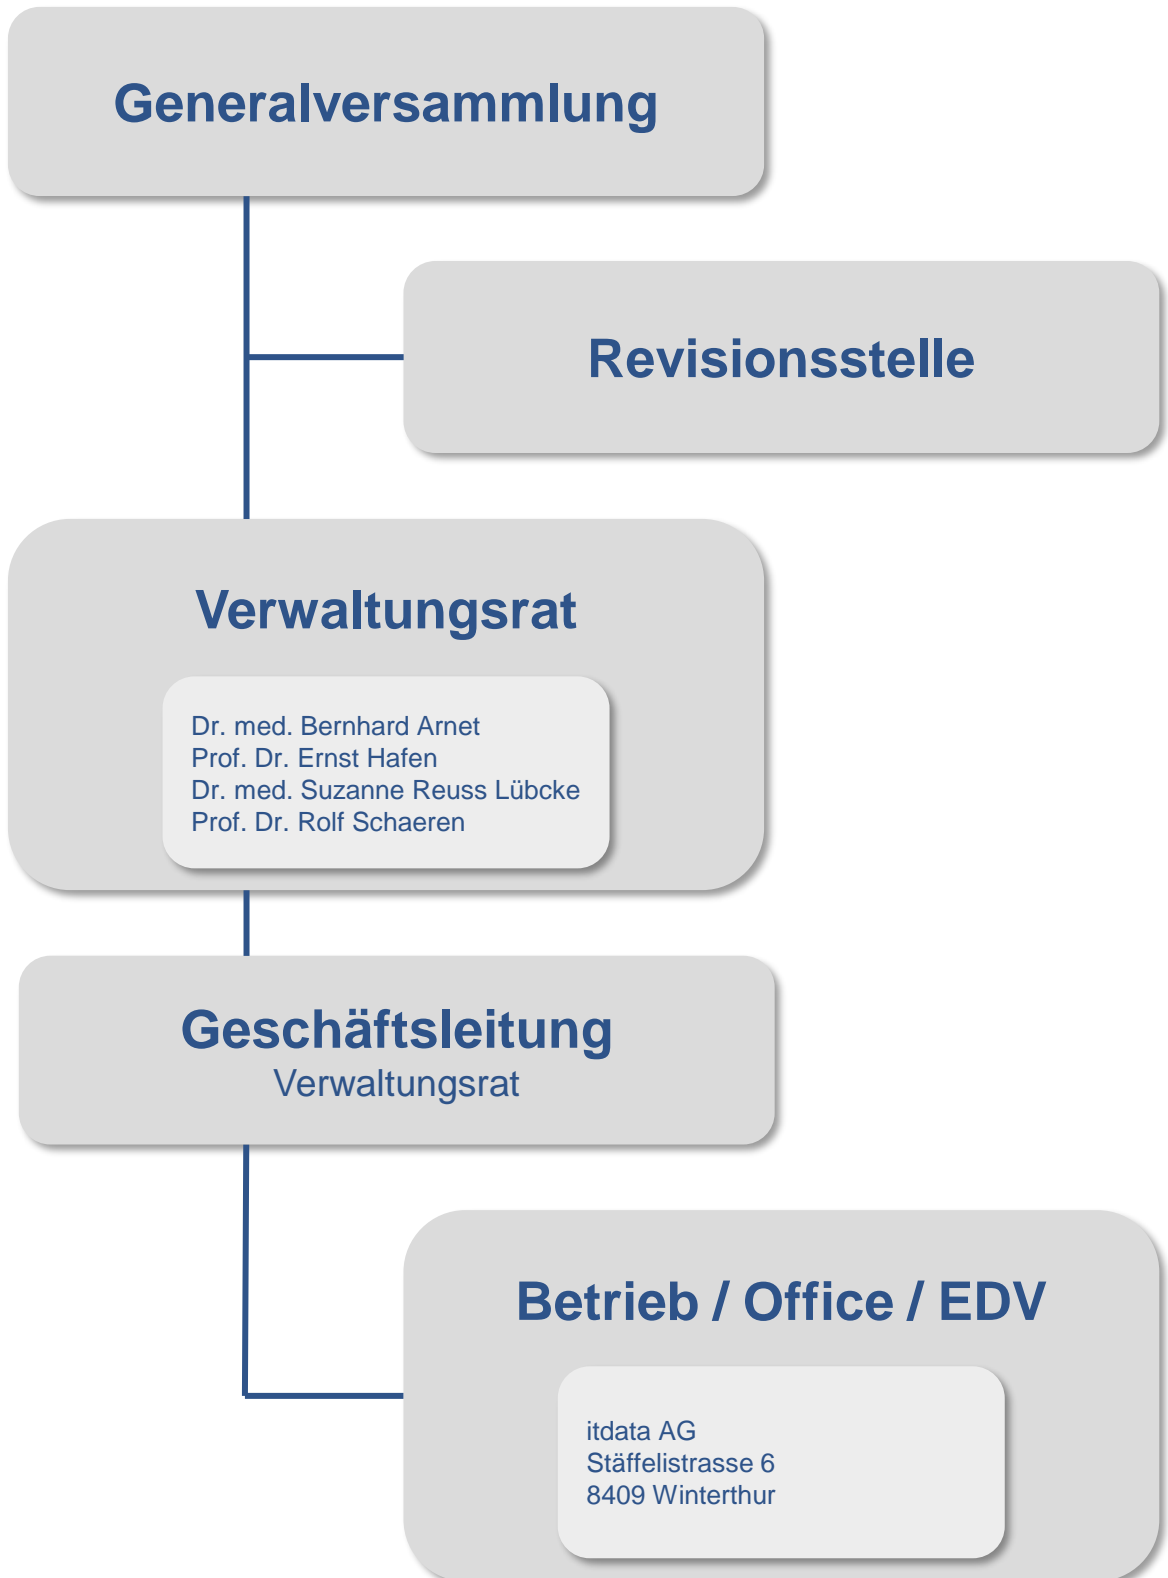 Generalversammlung
Revisionsstelle
Verwaltungsrat
Dr. med. Bernhard Arnet
Prof. Dr. Ernst Hafen
Dr. med. Suzanne Reuss Lübcke
Prof. Dr. Rolf Schaeren
Geschäftsleitung
Verwaltungsrat
Betrieb / Office / EDV
itdata AG
Stäffelistrasse 6
8409 Winterthur